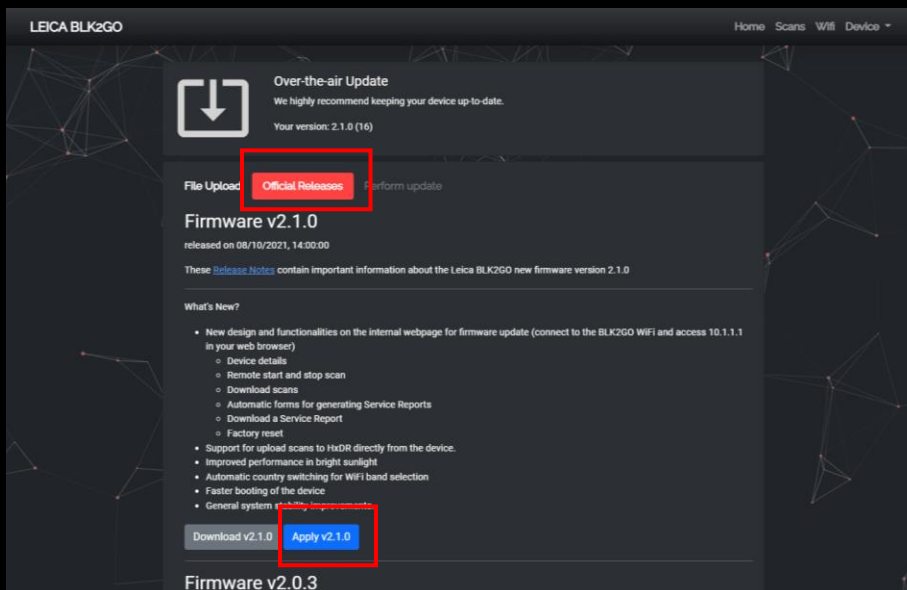 LEICA BLK2GO
Home Scans Wifi Device
Over-the-air Update
We highly recommend keeping your device up-to-date.
Your version: 2.1.0 (16)
File Upload Official Releases Perform update
Firmware v2.1.0
released on 08/10/2021, 14:00:00
These Release Notes contain important information about the Leica BLK2GO new firmware version 2.1.0
What's New?
• New design and functionalities on the internal webpage for firmware update (connect to the BLK2GO WiFi and access 10.1.1.1
in your web browser)
Device details
Remote start and stop scan
Download scans
Automatic forms for generating Service Reports
Download a Service Report
Factory reset
• Support for upload scans to HxDR directly from the device.
• Improved performance in bright sunlight
• Automatic country switching for WiFi band selection
• Faster booting of the device
• General system stability improvements
Download v2.1.0 Apply v2.1.0
Firmware v2.0.3